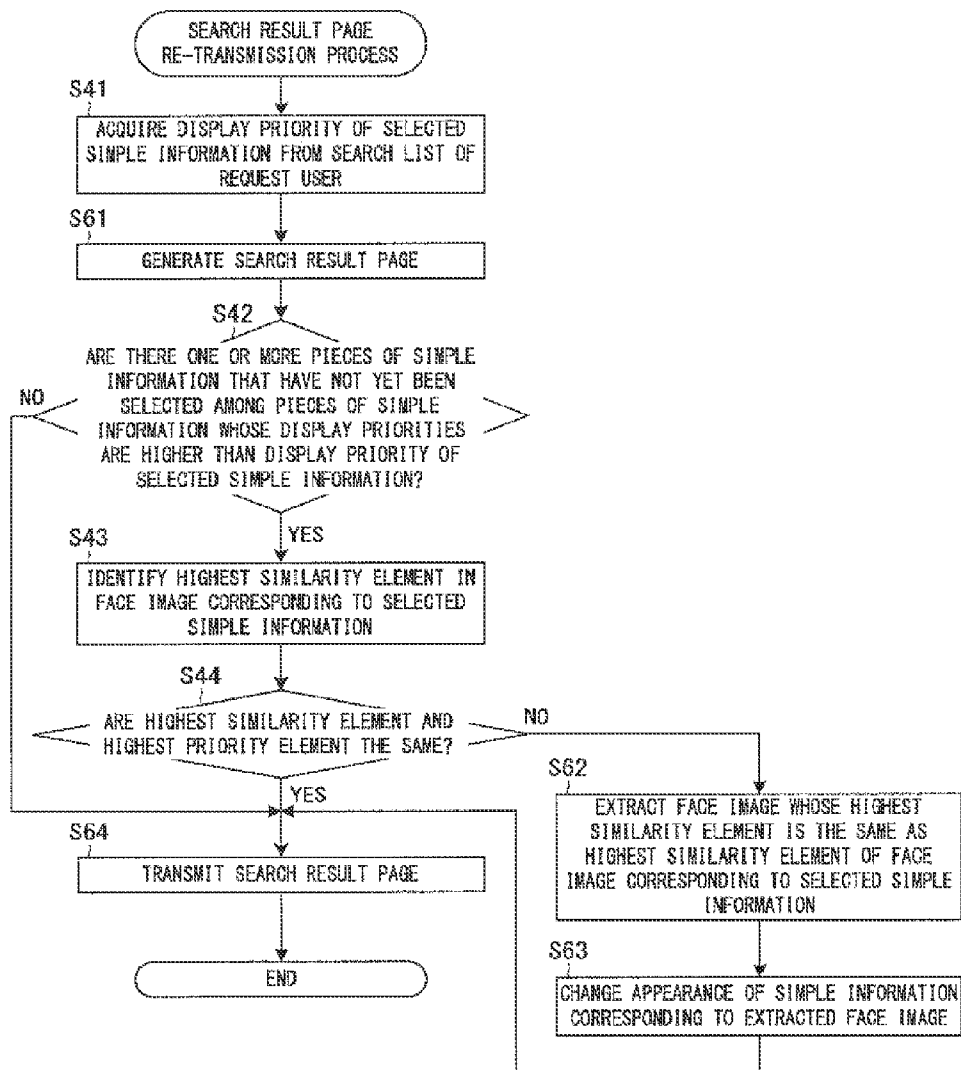 SEARCH RESULT PAGE
RE-TRANSMISSION PROCESS
S41
ACQUIRE DISPLAY PRIORITY OF SELECTED
SIMPLE INFORMATION FROM SEARCH LIST OF
REQUEST USER
S61
GENERATE SEARCH RESULT PAGE
S42
ARE THERE ONE OR MORE PIECES OF SIMPLE
INFORMATION THAT HAVE NOT YET BEEN
SELECTED AMONG PIECES OF SIMPLE
INFORMATION WHOSE DISPLAY PRIORITIES
ARE HIGHER THAN DISPLAY PRIORITY OF
SELECTED SIMPLE INFORMATION?
NO
YES
S43
IDENTIFY HIGHEST SIMILARITY ELEMENT IN
FACE IMAGE CORRESPONDING TO SELECTED
SIMPLE INFORMATION
S44
ARE HIGHEST SIMILARITY ELEMENT AND
HIGHEST PRIORITY ELEMENT THE SAME?
NO
YES
S62
EXTRACT FACE IMAGE WHOSE HIGHEST
SIMILARITY ELEMENT IS THE SAME AS
HIGHEST SIMILARITY ELEMENT OF FACE
IMAGE CORRESPONDING TO SELECTED SIMPLE
INFORMATION
S63
CHANGE APPEARANCE OF SIMPLE INFORMATION
CORRESPONDING TO EXTRACTED FACE IMAGE
S64
TRANSMIT SEARCH RESULT PAGE
END